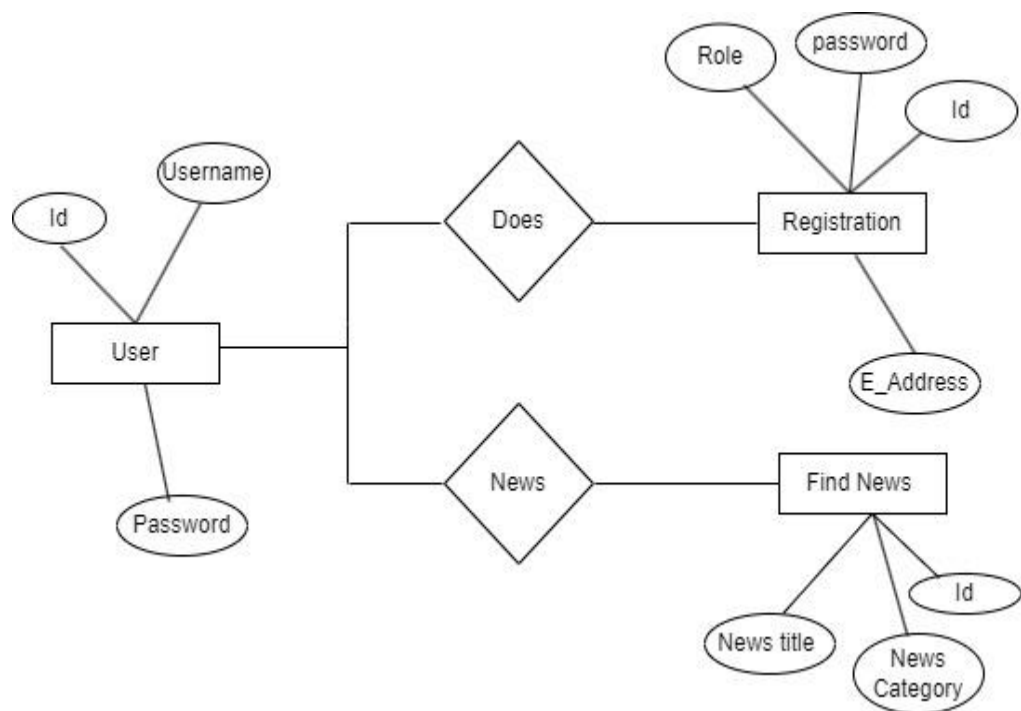 Role
password
Id
Username
Id
Does
Registration
User
E_Address
News
Find News
Password
Id
News title
News
Category